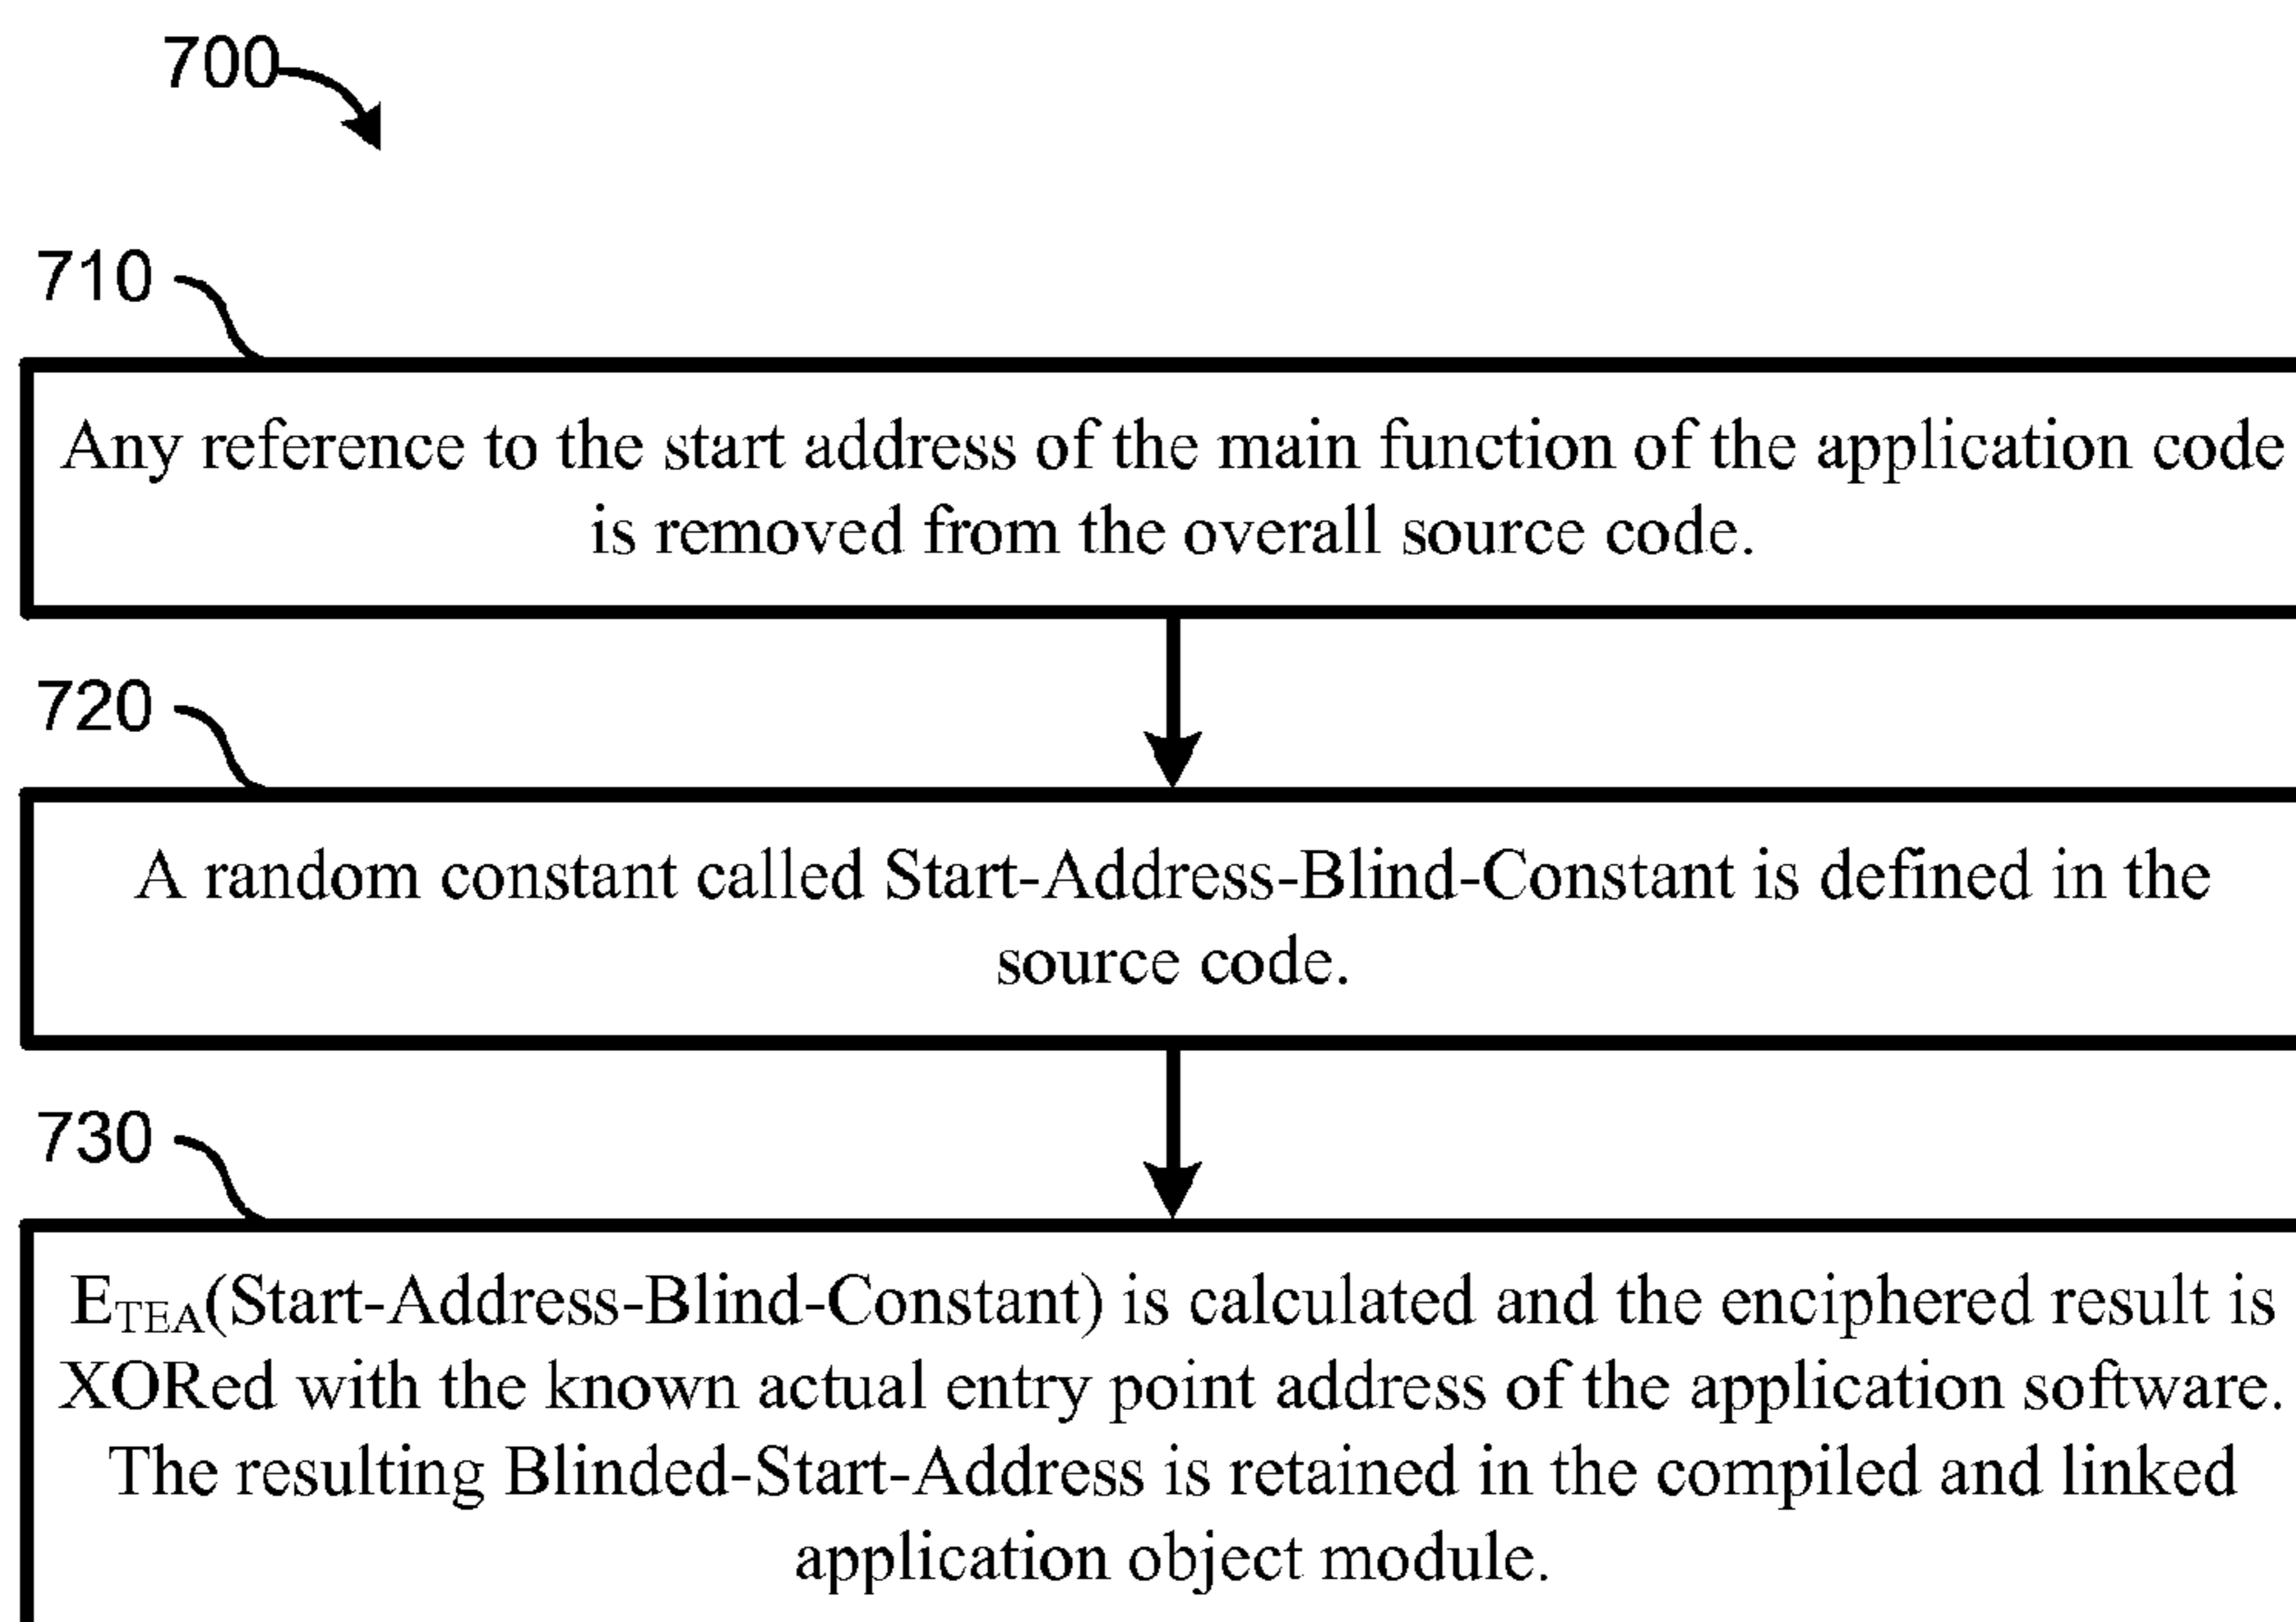 700
710
Any reference to the start address of the main function of the application code
is removed from the overall source code.
720
A random constant called Start-Address-Blind-Constant is defined in the
source code.
730
ETEA(Start-Address-Blind-Constant) is calculated and the enciphered result is
XORed with the known actual entry point address of the application software.
The resulting Blinded-Start-Address is retained in the compiled and linked
application object module.